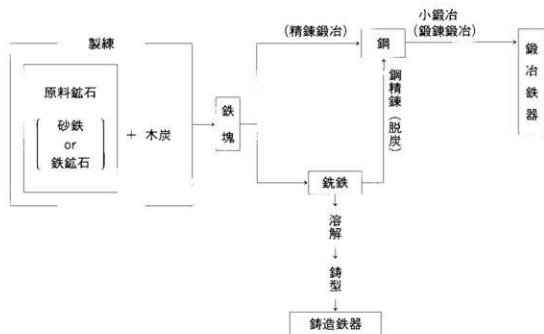 製練
原料鉱石
砂鉄
or
鉄鉱石
+ 木炭
鉄塊
(精錬鍛冶)
鋼
小鍛冶
(鍛錬鍛冶)
鍛冶鉄器
鋼精錬(脱炭)
銑鉄
溶解
鋳型
鋳造鉄器